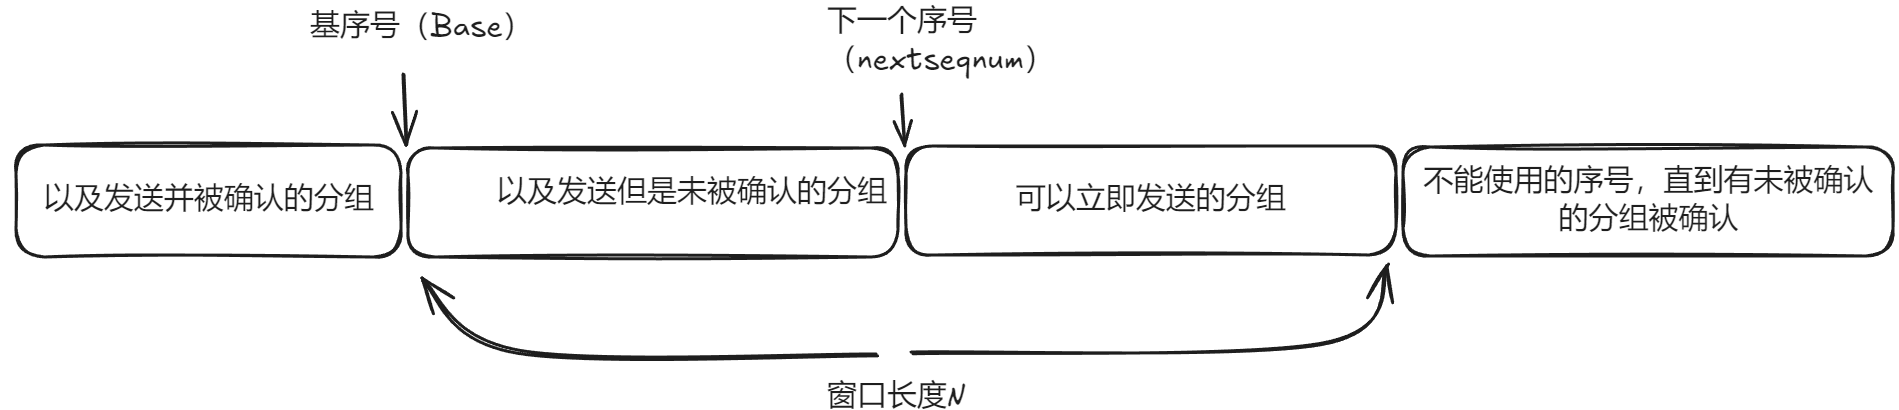 基序号（Base）
下一个序号
（nextseqnum）
以及发送并被确认的分组
以及发送但是未被确认的分组
可以立即发送的分组
不能使用的序号，直到有未被确认
的分组被确认
窗口长度N